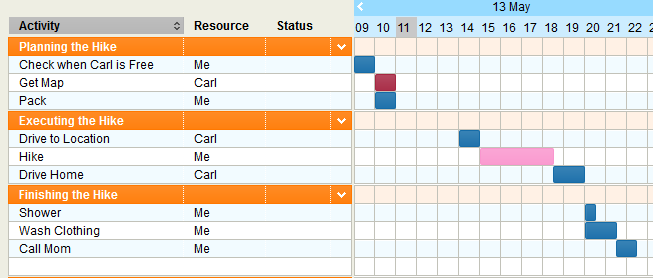 13 May
Activity Resource Status 09 10 11 12 13 14 15 16 17 18 19 20 21 22 23
Planning the Hike
Check when Carl is Free Me
Get Map Carl
Pack Me
Executing the Hike
Drive to Location Carl
Hike Me
Drive Home Carl
Finishing the Hike
Shower Me
Wash Clothing Me
Call Mom Me